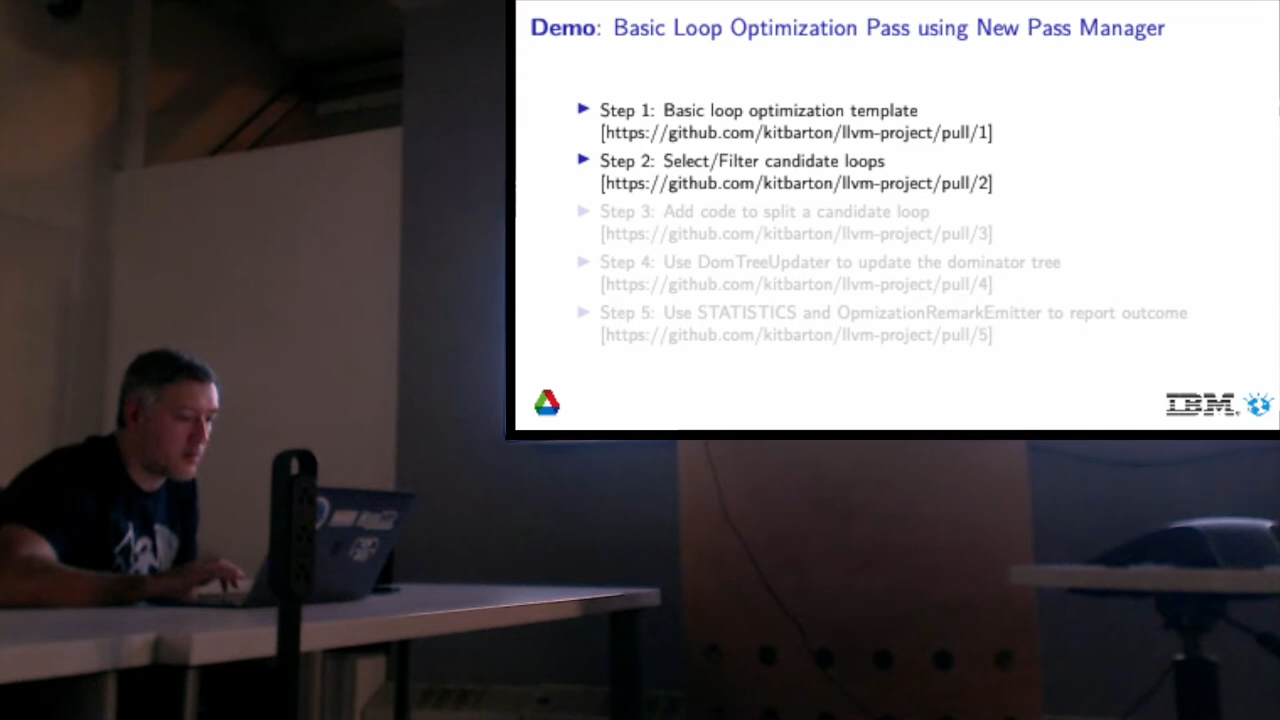 Demo: Basic Loop Optimization Pass using New Pass Manager
Step 1: Basic loop optimization template
[https://github.com/kitbarton/llvm-project/pull/1]
Step 2: Select/Filter candidate loops
[https://github.com/kitbarton/llvm-project/pull/2]
Step 3: Add code to split a candidate loop
[https://github.com/kitbarton/llvm-project/pull/3]
Step 4: Use DomTreeUpdater to update the dominator tree
[https://github.com/kitbarton/llvm-project/pull/4]
Step 5: Use STATISTICS and OpmizationRemarkEmitter to report outcome
[https://github.com/kitbarton/llvm-project/pull/5]
IBM